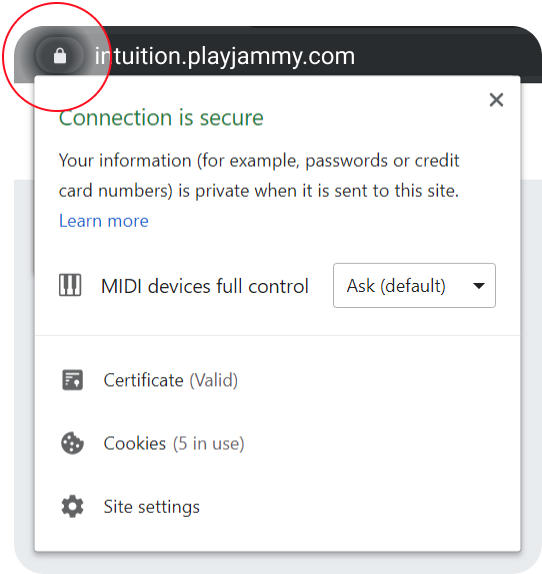 intuition.playjammy.com
Connection is secure
Your information (for example, passwords or credit
card numbers) is private when it is sent to this site.
Learn more
MIDI devices full control
Ask (default)
Certificate (Valid)
Cookies (5 in use)
Site settings